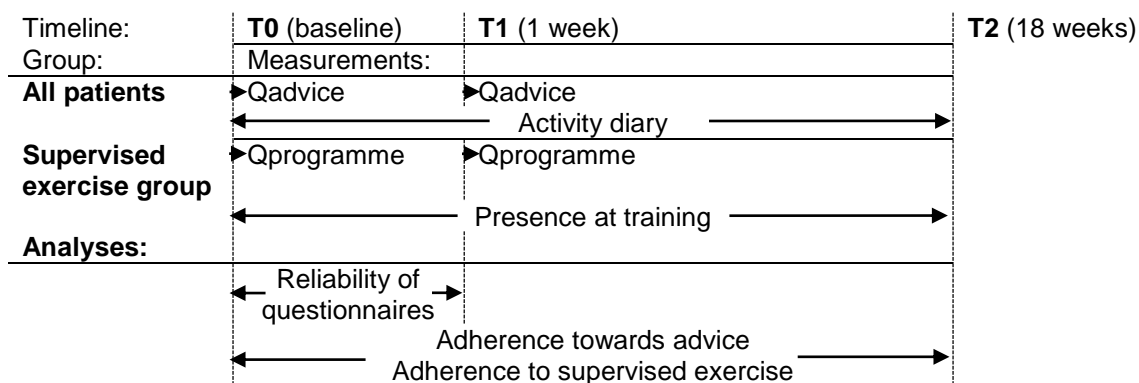 Timeline: T0 (baseline) T1 (1 week) T2 (18 weeks)
Group: Measurements:
All patients Qadvice Qadvice
Activity diary
Supervised Qprogramme Qprogramme
exercise group
Presence at training
Analyses:
Reliability of
questionnaires
Adherence towards advice
Adherence to supervised exercise